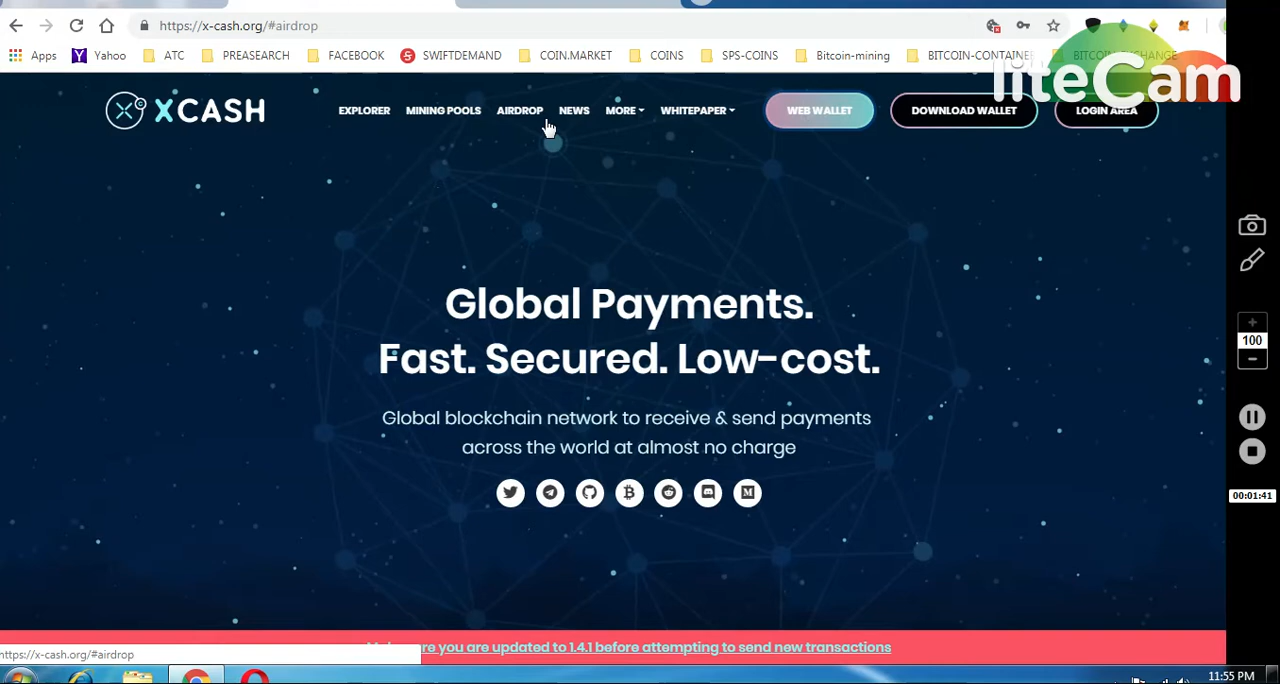 https://x-cash.org/#airdrop
Apps Yahoo ATC PREASEARCH FACEBOOK SWIFTDEMAND COIN.MARKET COINS SPS-COINS Bitcoin-mining BITCOIN-CONTAINE BITCOIN-EXCHANGE
liteCam
XCASH
EXPLORER MINING POOLS AIRDROP NEWS MORE WHITEPAPER WEB WALLET DOWNLOAD WALLET LOGIN AREA
Global Payments.
Fast. Secured. Low-cost.
Global blockchain network to receive & send payments
across the world at almost no charge
100
00:01:41
you are updated to 1.4.1 before attempting to send new transactions
https://x-cash.org/#airdrop
11:55 PM